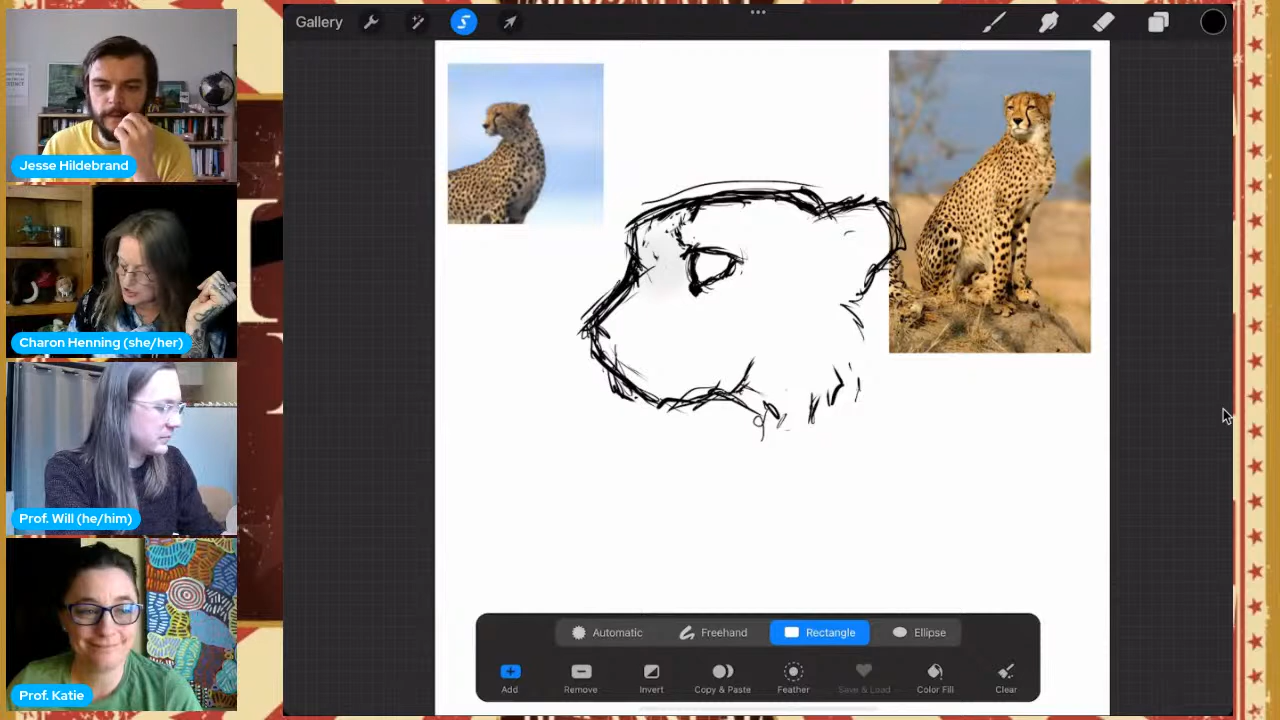 Gallery
Jesse Hildebrand
Charon Henning (she/her)
Prof. Will (he/him)
Prof. Katie
Automatic Freehand Rectangle Ellipse
Add Remove Invert Copy & Paste Feather Save & Load Color Fill Clear